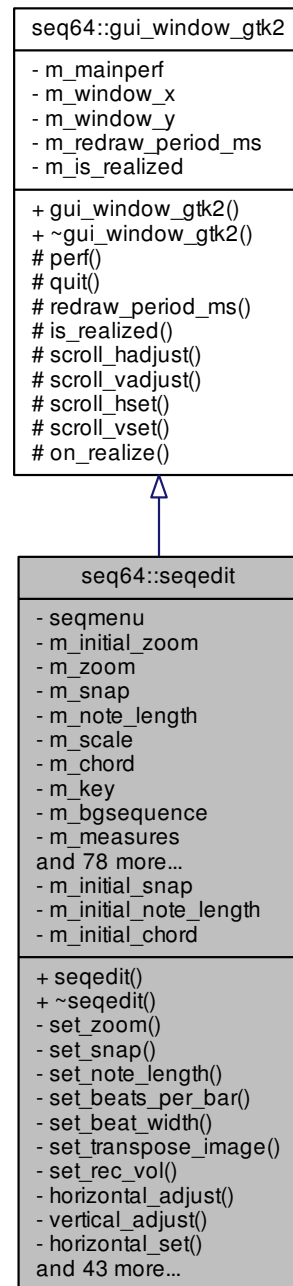 seq64::gui_window_gtk2
- m_mainperf
- m_window_x
- m_window_y
- m_redraw_period_ms
- m_is_realized
+ gui_window_gtk2()
+ ~gui_window_gtk2()
# perf()
# quit()
# redraw_period_ms()
# is_realized()
# scroll_hadjust()
# scroll_vadjust()
# scroll_hset()
# scroll_vset()
# on_realize()
seq64::seqedit
- seqmenu
- m_initial_zoom
- m_zoom
- m_snap
- m_note_length
- m_scale
- m_chord
- m_key
- m_bgsequence
- m_measures
and 78 more...
- m_initial_snap
- m_initial_note_length
- m_initial_chord
+ seqedit()
+ ~seqedit()
- set_zoom()
- set_snap()
- set_note_length()
- set_beats_per_bar()
- set_beat_width()
- set_transpose_image()
- set_rec_vol()
- horizontal_adjust()
- vertical_adjust()
- horizontal_set()
and 43 more...